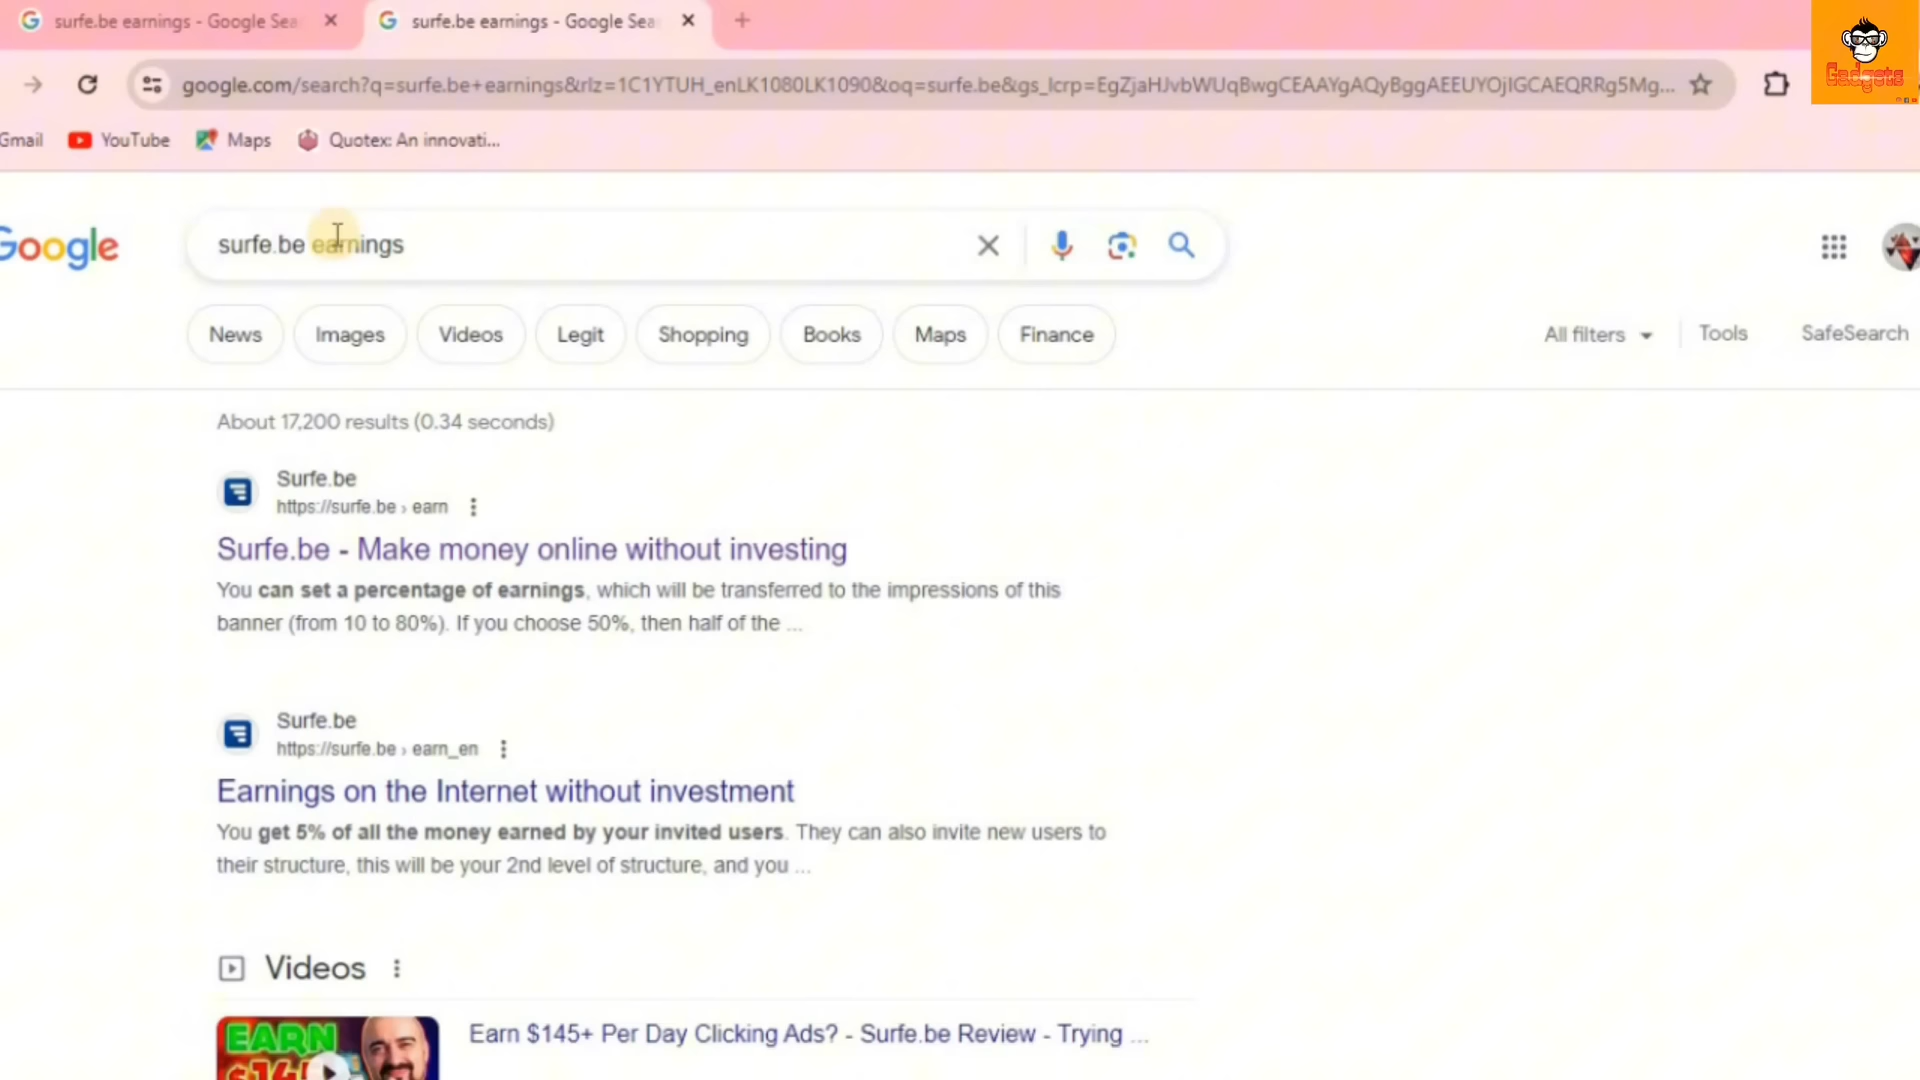 surfe.be earnings - Google Sea
surfe.be earnings - Google Sea
google.com/search?q=surfe.be+earnings&rlz=1C1YTUH_enLK1080LK1090&oq=surfe.be&gs_lcrp=EgZjaHJvbWUqBwgCEAAYgAQyBggAEEUYOjIGCAEQRRg5Mg...
Gadgets
Gmail YouTube Maps Quotex: An innovati...
Google
surfe.be earnings
News Images Videos Legit Shopping Books Maps Finance All filters Tools SafeSearch
About 17,200 results (0.34 seconds)
Surfe.be
https://surfe.be › earn
Surfe.be - Make money online without investing
You can set a percentage of earnings, which will be transferred to the impressions of this
banner (from 10 to 80%). If you choose 50%, then half of the ...
Surfe.be
https://surfe.be › earn_en
Earnings on the Internet without investment
You get 5% of all the money earned by your invited users. They can also invite new users to
their structure, this will be your 2nd level of structure, and you ...
Videos
EARN
Earn $145+ Per Day Clicking Ads? - Surfe.be Review - Trying ...